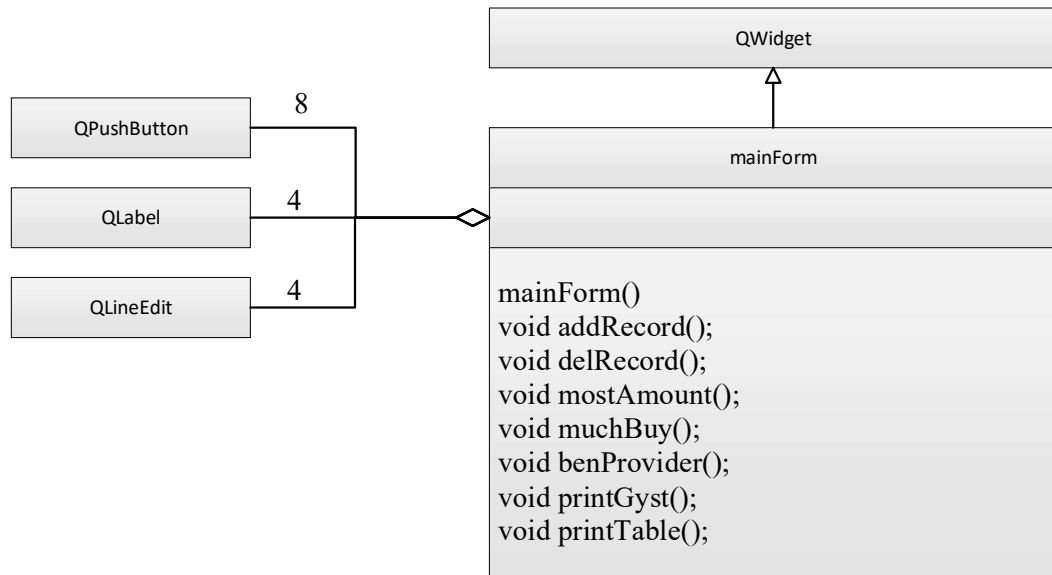 QWidget
QPushButton
8
mainForm
QLabel
4
QLineEdit
4
mainForm()
void addRecord();
void delRecord();
void mostAmount();
void muchBuy();
void benProvider();
void printGyst();
void printTable();